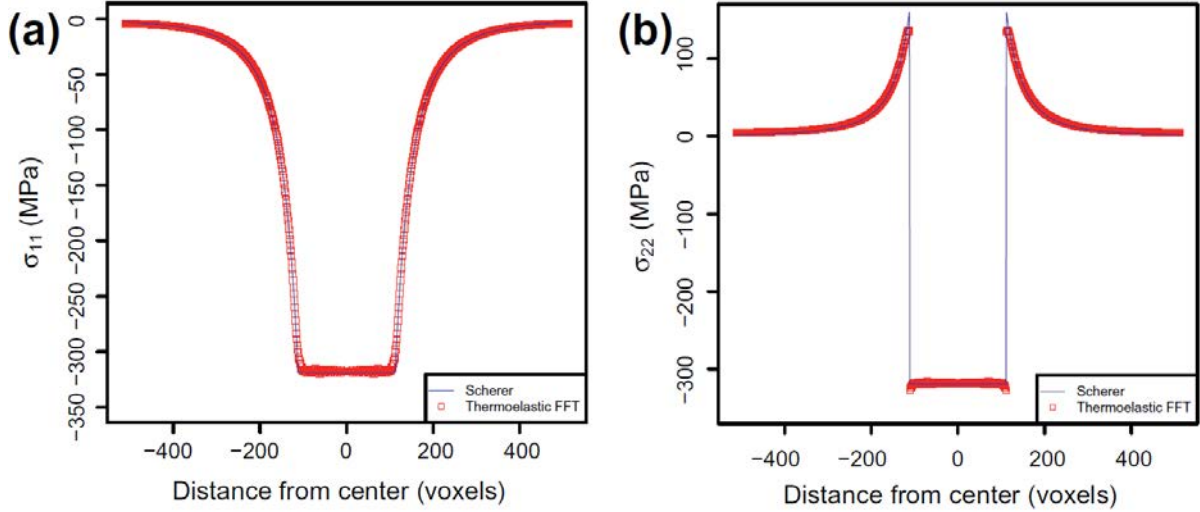 (a)
0
−50
−100
−150
−200
−250
−300
−350
σ11 (MPa)
Scherer
Thermoelastic FFT
−400
−200
0
200
400
Distance from center (voxels)
(b)
100
0
−100
−200
−300
σ22 (MPa)
Scherer
Thermoelastic FFT
−400
−200
0
200
400
Distance from center (voxels)